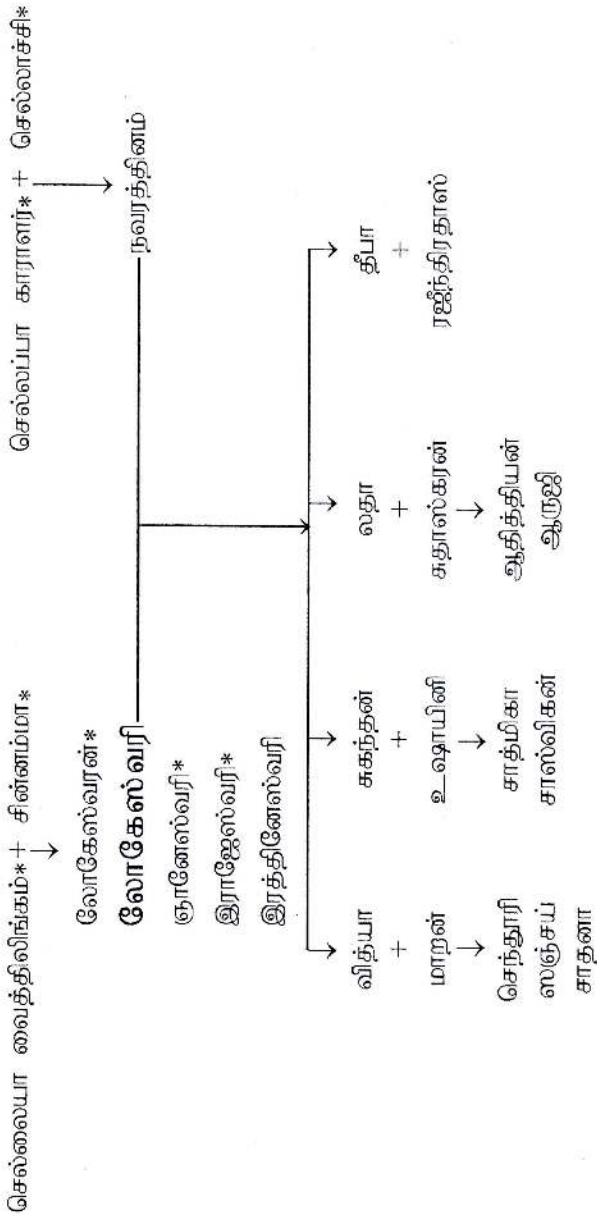 செல்லையா வைத்திலிங்கம்* + சின்னம்மா*
லோகேஸ்வரன்*
லோகேஸ்வரி
ஞானேஸ்வரி*
இராஜேஸ்வரி*
இரத்தினேஸ்வரி
செல்லப்பா காராளர்* + செல்லாச்சி*
நவரத்தினம்
வித்யா
+
மாறன்
செந்தூரி
ஸஞ்சய்
சாதனா
சுகந்தன்
+
உஷாயினி
சாத்மிகா
சாஸ்விகன்
லதா
+
சுதாஸ்கரன்
ஆதித்தியன்
ஆருஜி
தீபா
+
ரஜீந்திரதாஸ்